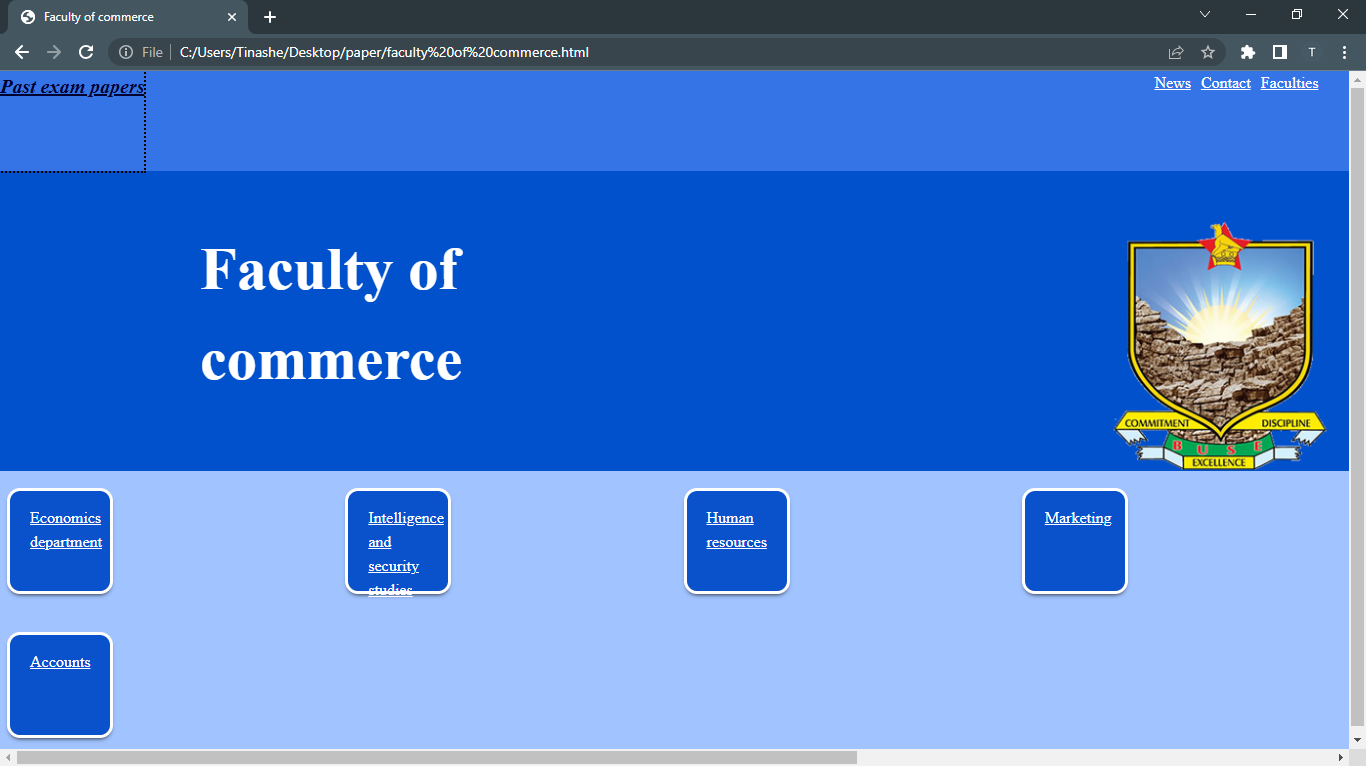 Faculty of commerce
File
C:/Users/Tinashe/Desktop/paper/faculty%20of%20commerce.html
T
Past exam papers
News Contact Faculties
Faculty of
commerce
COMMITMENT
DISCIPLINE
B U S E
EXCELLENCE
Economics
department
Intelligence
and
security
studies
Human
resources
Marketing
Accounts